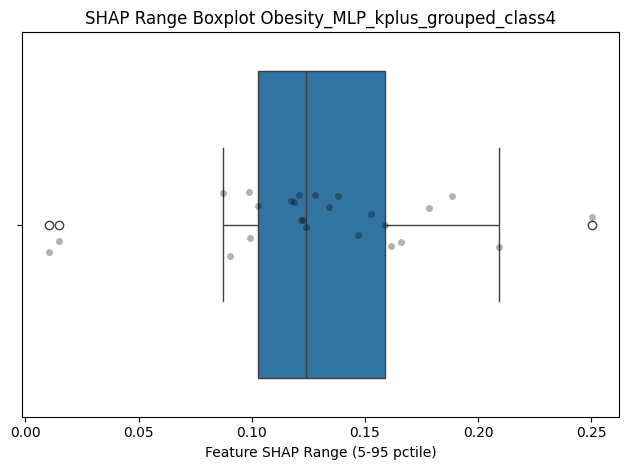 SHAP Range Boxplot Obesity_MLP_kplus_grouped_class4
0.00 0.05 0.10 0.15 0.20 0.25
Feature SHAP Range (5-95 pctile)